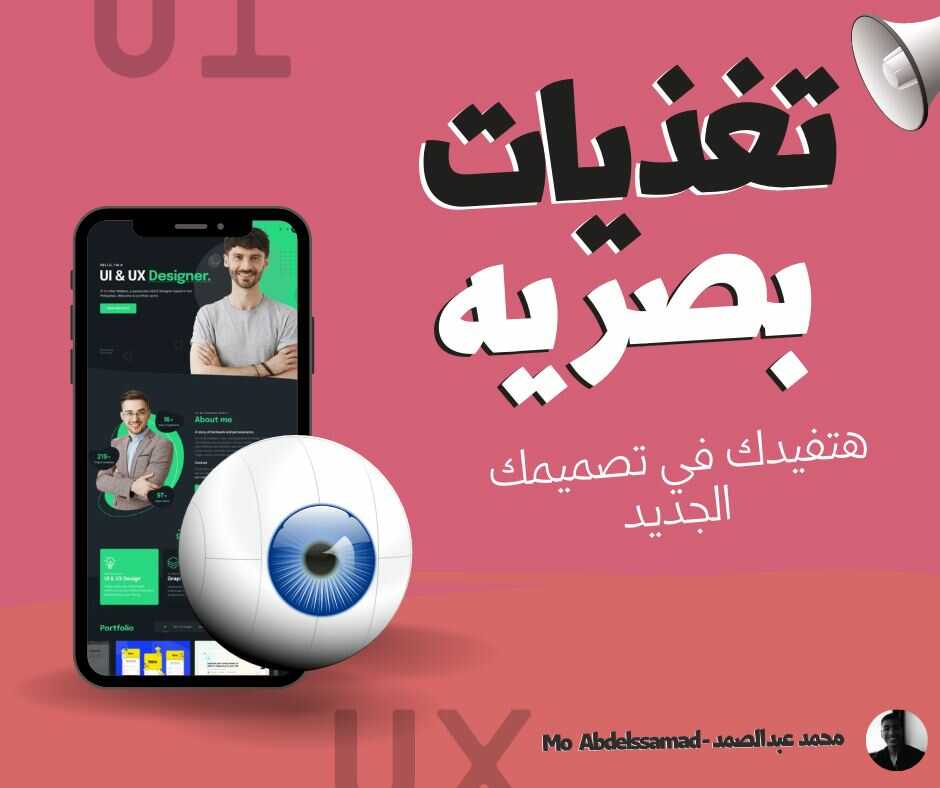 UI
تغذيات
بصريه
هتفيدك في تصميمك
الجديد
UI & UX Designer.
About me
UI & UX Design
Portfolio
UX
Mo Abdelssamad - محمد عبدالصمد